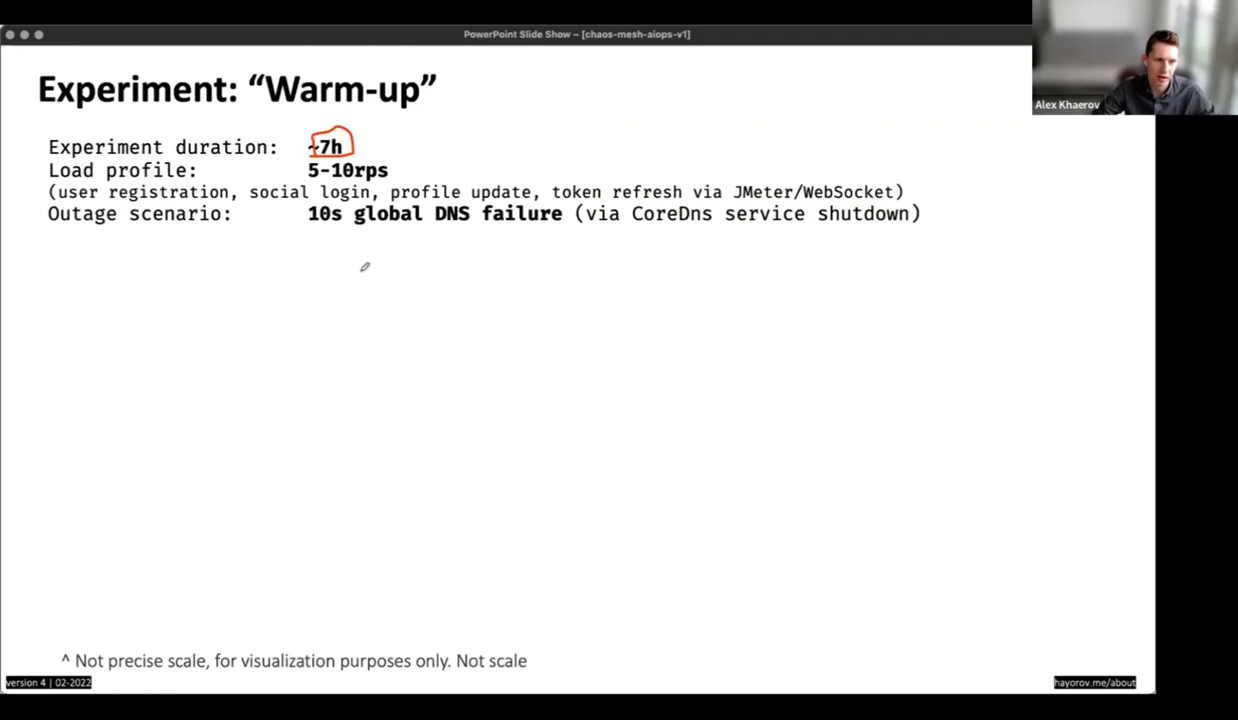 PowerPoint Slide Show – [chaos-mesh-aiops-v1]
Experiment: “Warm-up”
Alex Khaerov
Experiment duration: ~7h
Load profile: 5-10rps
(user registration, social login, profile update, token refresh via JMeter/WebSocket)
Outage scenario: 10s global DNS failure (via CoreDns service shutdown)
^ Not precise scale, for visualization purposes only. Not scale
version 4 | 02-2022
hayorov.me/about